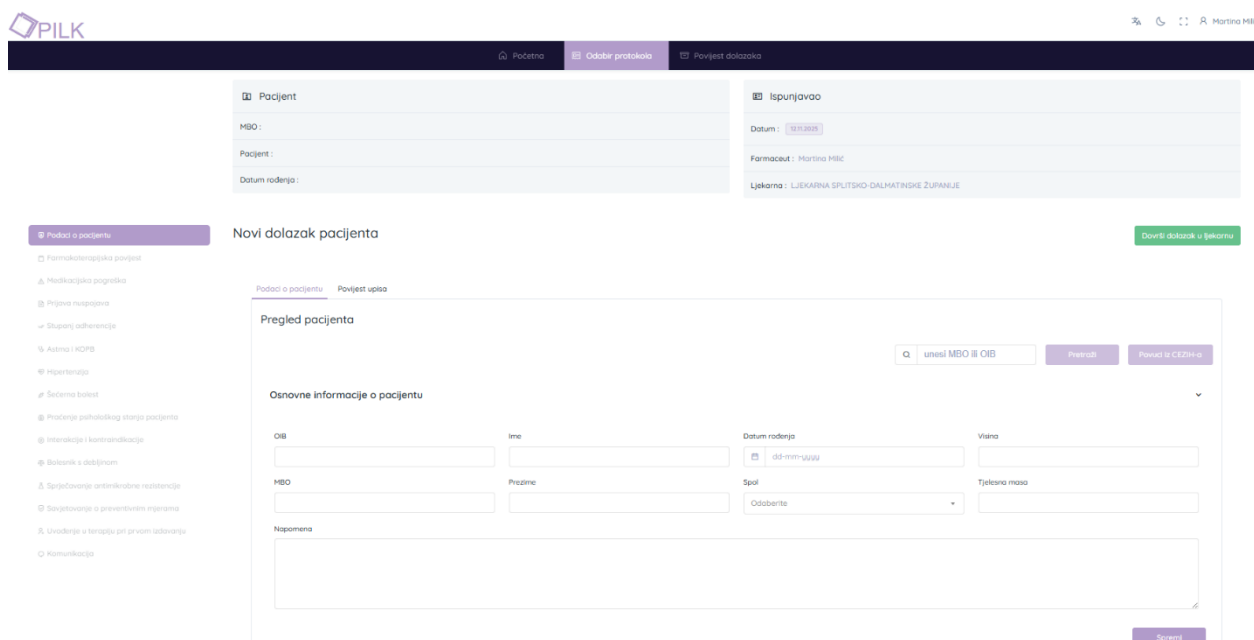 PILK
Martina Mili
Početna
Odabir protokola
Povijest dolazaka
Pacijent
MBO :
Pacijent :
Datum rođenja :
Ispunjavao
Datum : 12.11.2025
Farmaceut : Martina Milić
Ljekarna : LJEKARNA SPLITSKO-DALMATINSKE ŽUPANIJE
Podaci o pacijentu
Farmakoterapijska povijest
Medikacijska pogreška
Prijava nuspojava
Stupanj adherencije
Astma i KOPB
Hipertenzija
Šećerna bolest
Praćenje psihološkog stanja pacijenta
Interakcije i kontraindikacije
Bolesnik s debljinom
Sprječavanje antimikrobne rezistencije
Savjetovanje o preventivnim mjerama
Uvođenje u terapiju pri prvom izdavanju
Komunikacija
Novi dolazak pacijenta
Dovrši dolazak u ljekarnu
Podaci o pacijentu
Povijest upisa
Pregled pacijenta
unesi MBO ili OIB
Pretraži
Povuci iz CEZIH-a
Osnovne informacije o pacijentu
OIB
Ime
Datum rođenja
Visina
dd-mm-yyyy
MBO
Prezime
Spol
Tjelesna masa
Odaberite
Napomena
Spremi